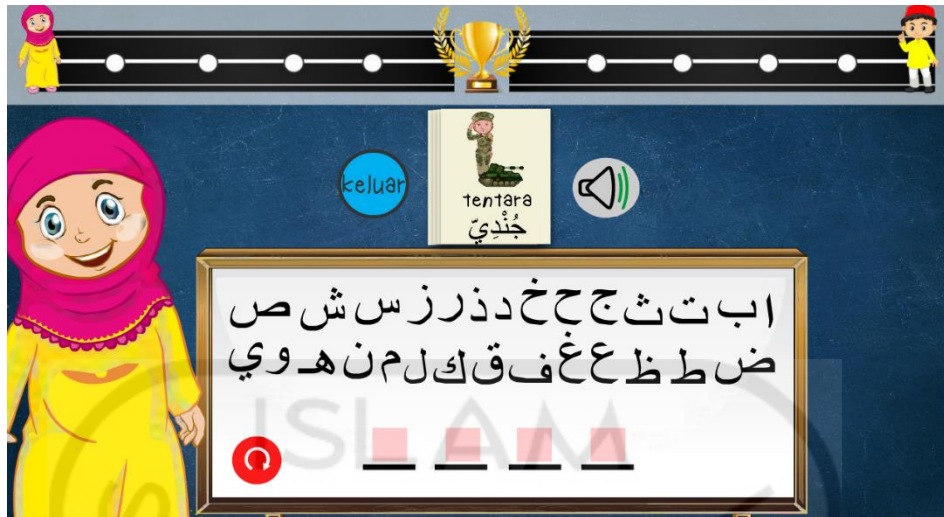 keluar
tentara
جُنْدِيّ
ا ب ت ث ج ح خ د ذ ر ز س ش ص
ض ط ظ ع غ ف ق ك ل م ن هـ و ي
ISLAM